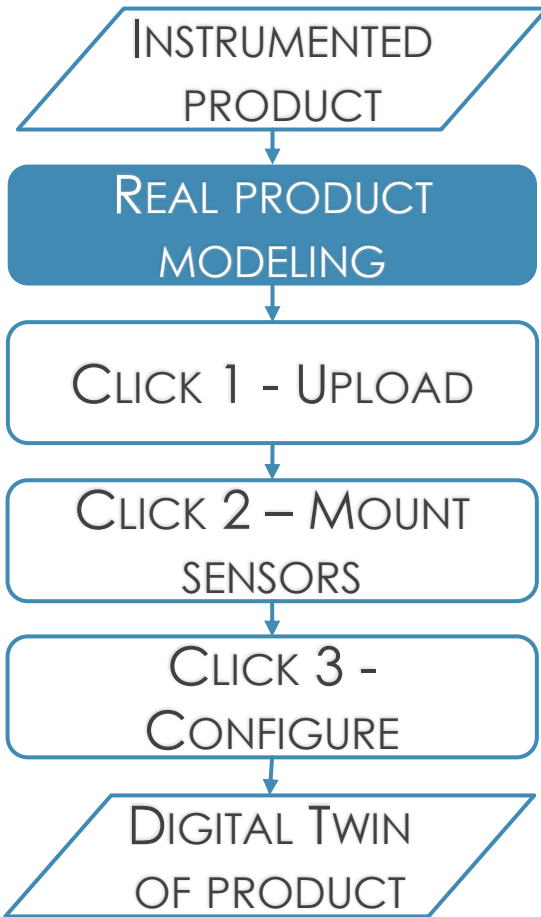 INSTRUMENTED
PRODUCT
REAL PRODUCT
MODELING
CLICK 1 - UPLOAD
CLICK 2 – MOUNT
SENSORS
CLICK 3 -
CONFIGURE
DIGITAL TWIN
OF PRODUCT